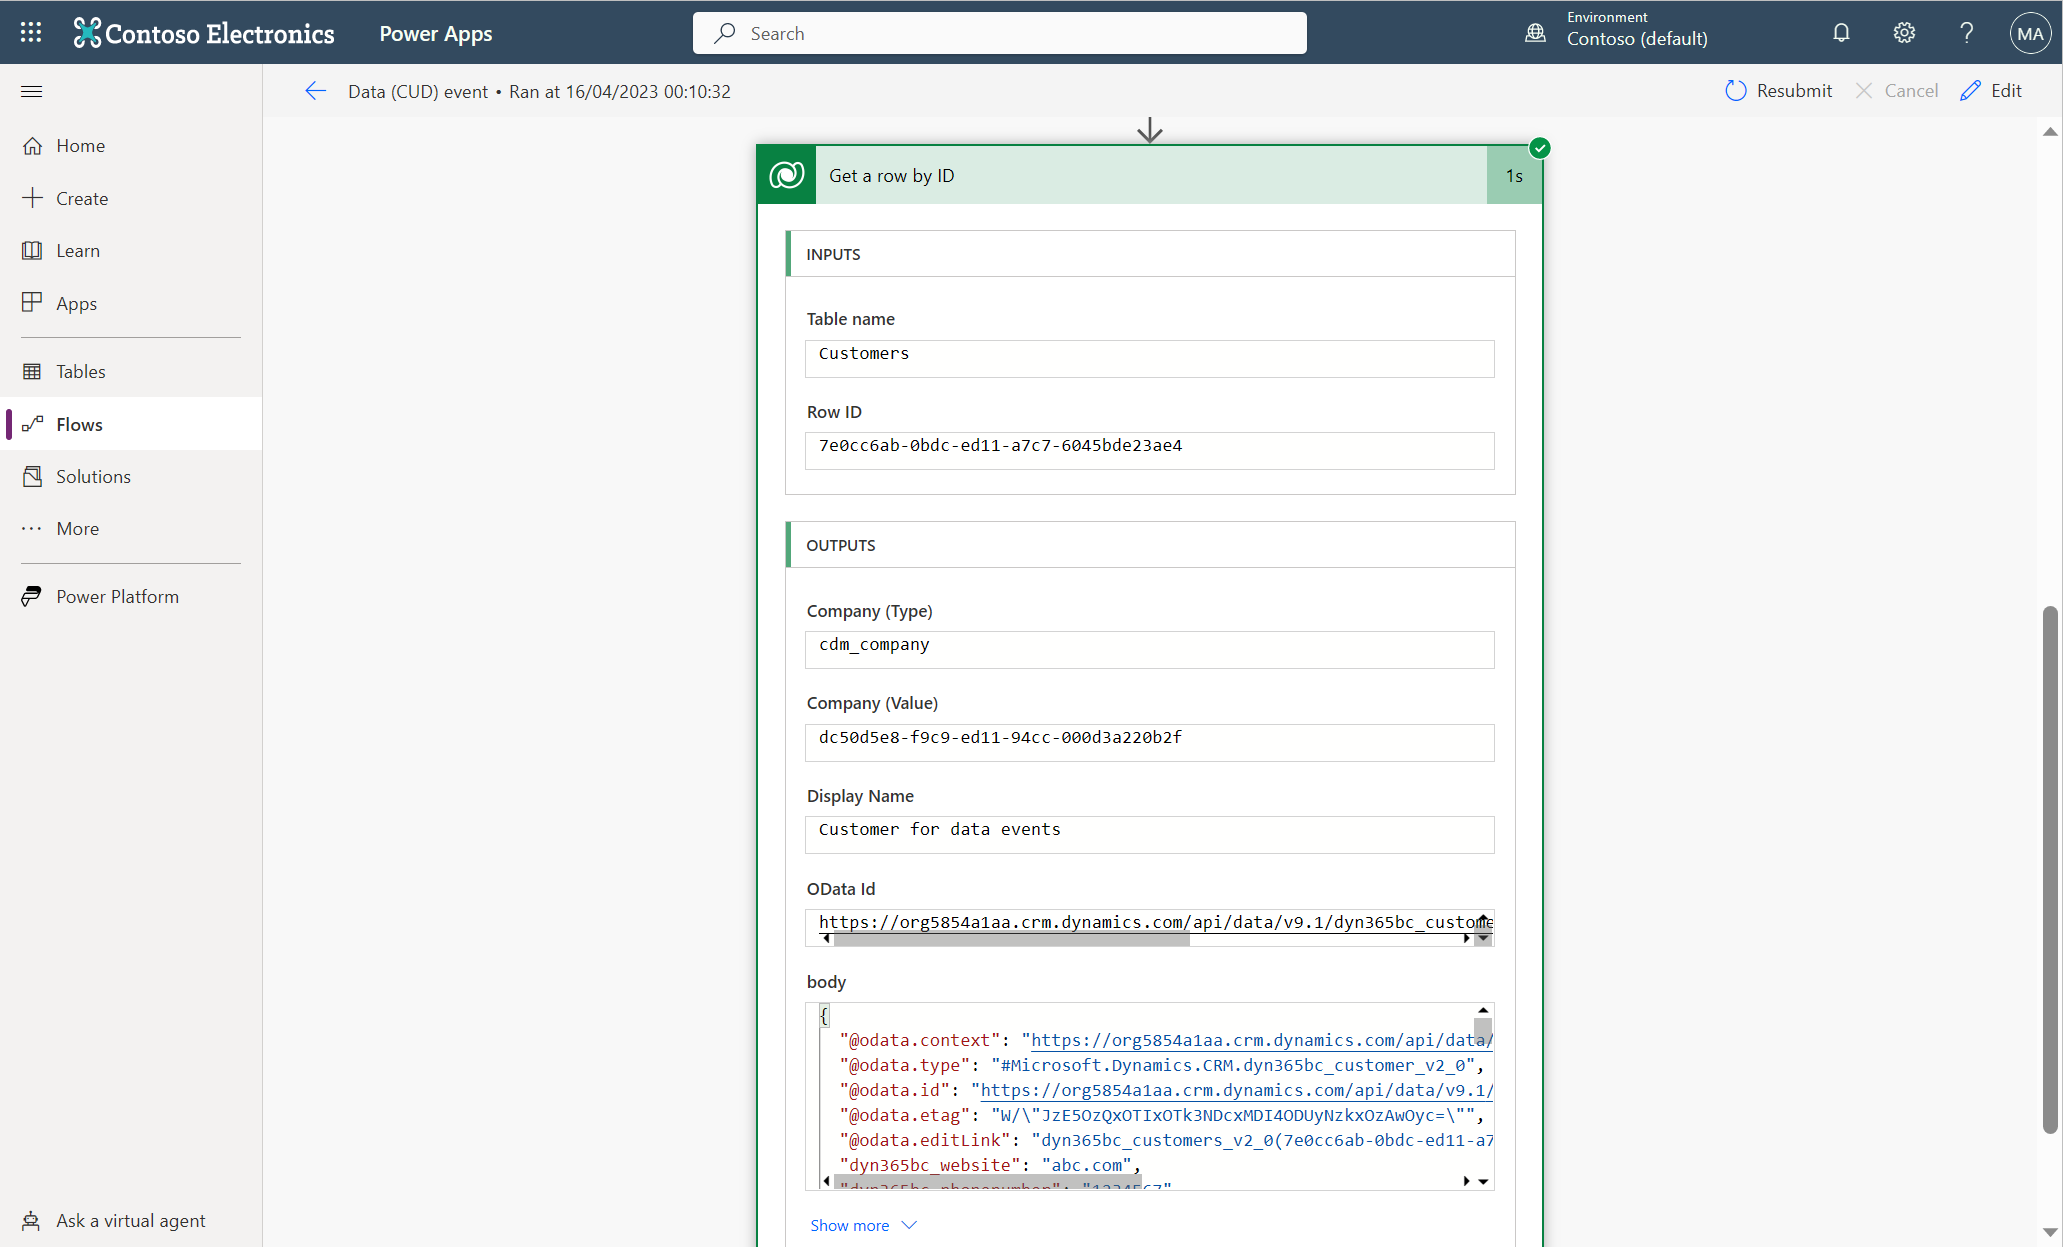 Contoso Electronics
Power Apps
Search
Environment
Contoso (default)
MA
Data (CUD) event • Ran at 16/04/2023 00:10:32
Resubmit
Cancel
Edit
Home
Create
Learn
Apps
Tables
Flows
Solutions
More
Power Platform
Ask a virtual agent
Get a row by ID
1s
INPUTS
Table name
Customers
Row ID
7e0cc6ab-0bdc-ed11-a7c7-6045bde23ae4
OUTPUTS
Company (Type)
cdm_company
Company (Value)
dc50d5e8-f9c9-ed11-94cc-000d3a220b2f
Display Name
Customer for data events
OData Id
https://org5854a1aa.crm.dynamics.com/api/data/v9.1/dyn365bc_custome
body
{
"@odata.context": "https://org5854a1aa.crm.dynamics.com/api/data/
"@odata.type": "#Microsoft.Dynamics.CRM.dyn365bc_customer_v2_0",
"@odata.id": "https://org5854a1aa.crm.dynamics.com/api/data/v9.1/
"@odata.etag": "W/\"JzE5OzQxOTIxOTk3NDcxMDI4ODUyNzkxOzAwOyc=\"",
"@odata.editLink": "dyn365bc_customers_v2_0(7e0cc6ab-0bdc-ed11-a7
"dyn365bc_website": "abc.com",
"dyn365bc_phonenumber": "1234567"
Show more